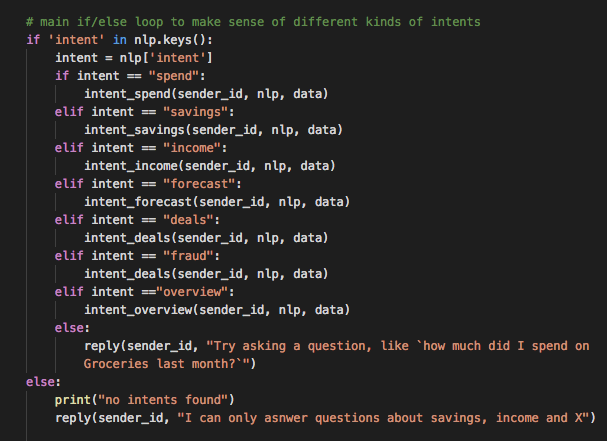 # main if/else loop to make sense of different kinds of intents
if 'intent' in nlp.keys():
    intent = nlp['intent']
    if intent == "spend":
        intent_spend(sender_id, nlp, data)
    elif intent == "savings":
        intent_savings(sender_id, nlp, data)
    elif intent == "income":
        intent_income(sender_id, nlp, data)
    elif intent == "forecast":
        intent_forecast(sender_id, nlp, data)
    elif intent == "deals":
        intent_deals(sender_id, nlp, data)
    elif intent == "fraud":
        intent_deals(sender_id, nlp, data)
    elif intent =="overview":
        intent_overview(sender_id, nlp, data)
    else:
        reply(sender_id, "Try asking a question, like `how much did I spend on
        Groceries last month?`")
else:
    print("no intents found")
    reply(sender_id, "I can only asnwer questions about savings, income and X")